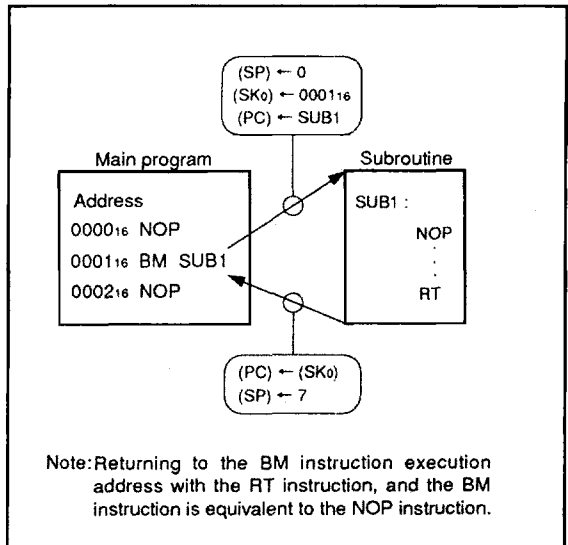 (SP) ← 0
(SK₀) ← 0001₁₆
(PC) ← SUB1
Main program
Subroutine
Address
0000₁₆ NOP
0001₁₆ BM SUB1
0002₁₆ NOP
SUB1 :
NOP
·
·
·
RT
(PC) ← (SK₀)
(SP) ← 7
Note: Returning to the BM instruction execution
address with the RT instruction, and the BM
instruction is equivalent to the NOP instruction.